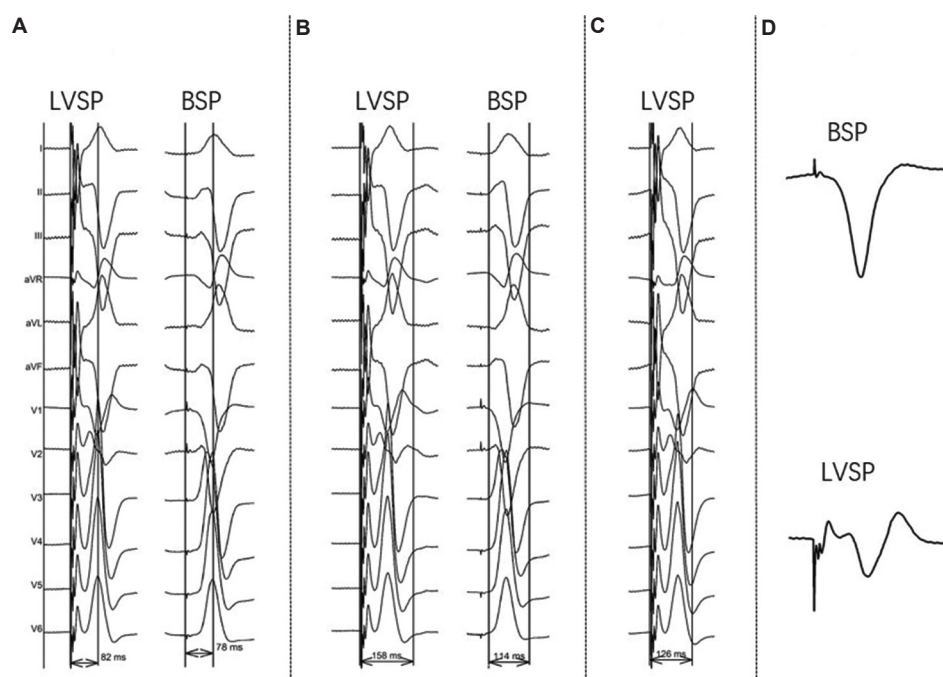 A
B
C
D
LVSP
BSP
LVSP
BSP
LVSP
BSP
LVSP
I
II
III
aVR
aVL
aVF
V1
V2
V3
V4
V5
V6
82 ms
78 ms
158 ms
114 ms
126 ms